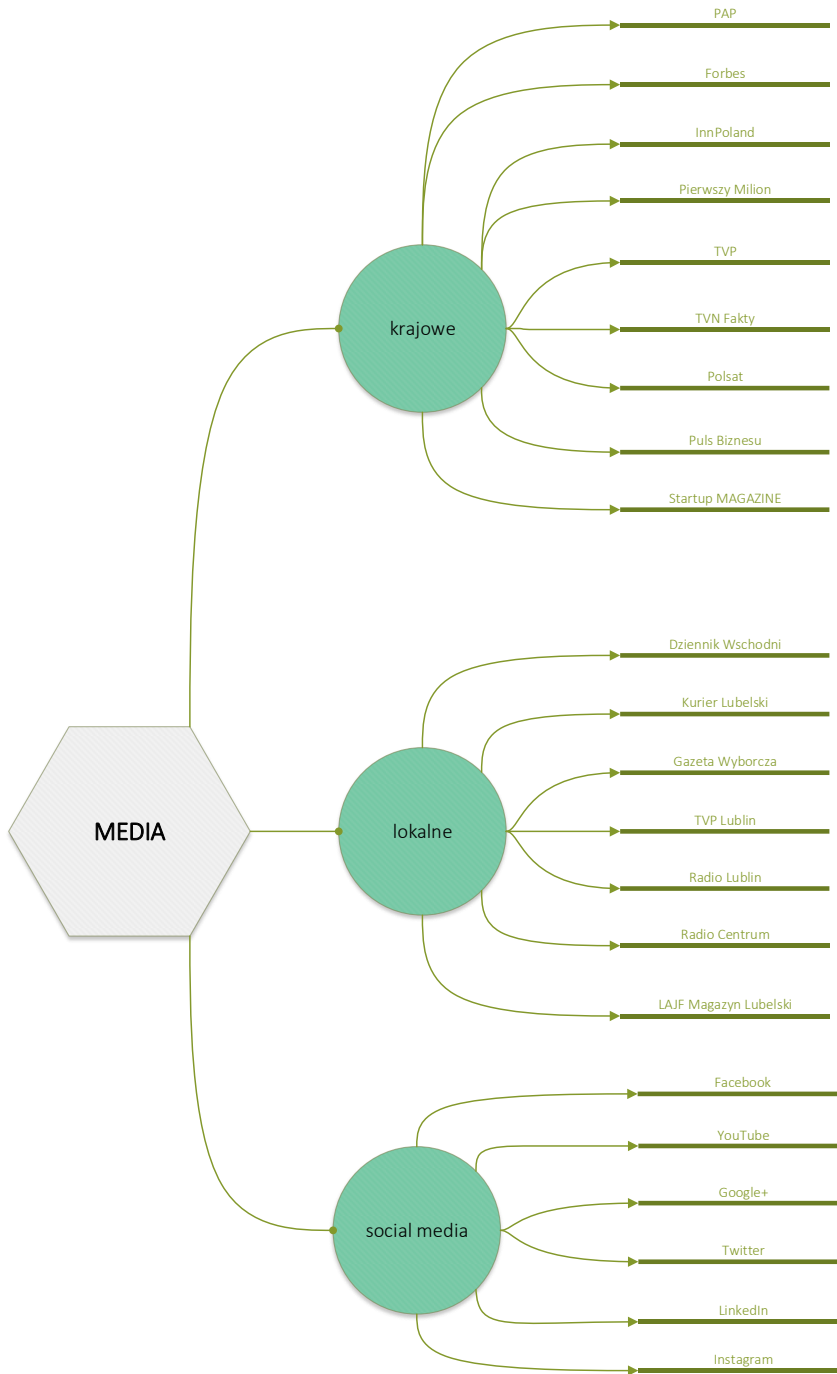 MEDIA
krajowe
PAP
Forbes
InnPoland
Pierwszy Milion
TVP
TVN Fakty
Polsat
Puls Biznesu
Startup MAGAZINE
lokalne
Dziennik Wschodni
Kurier Lubelski
Gazeta Wyborcza
TVP Lublin
Radio Lublin
Radio Centrum
LAJF Magazyn Lubelski
social media
Facebook
YouTube
Google+
Twitter
LinkedIn
Instagram